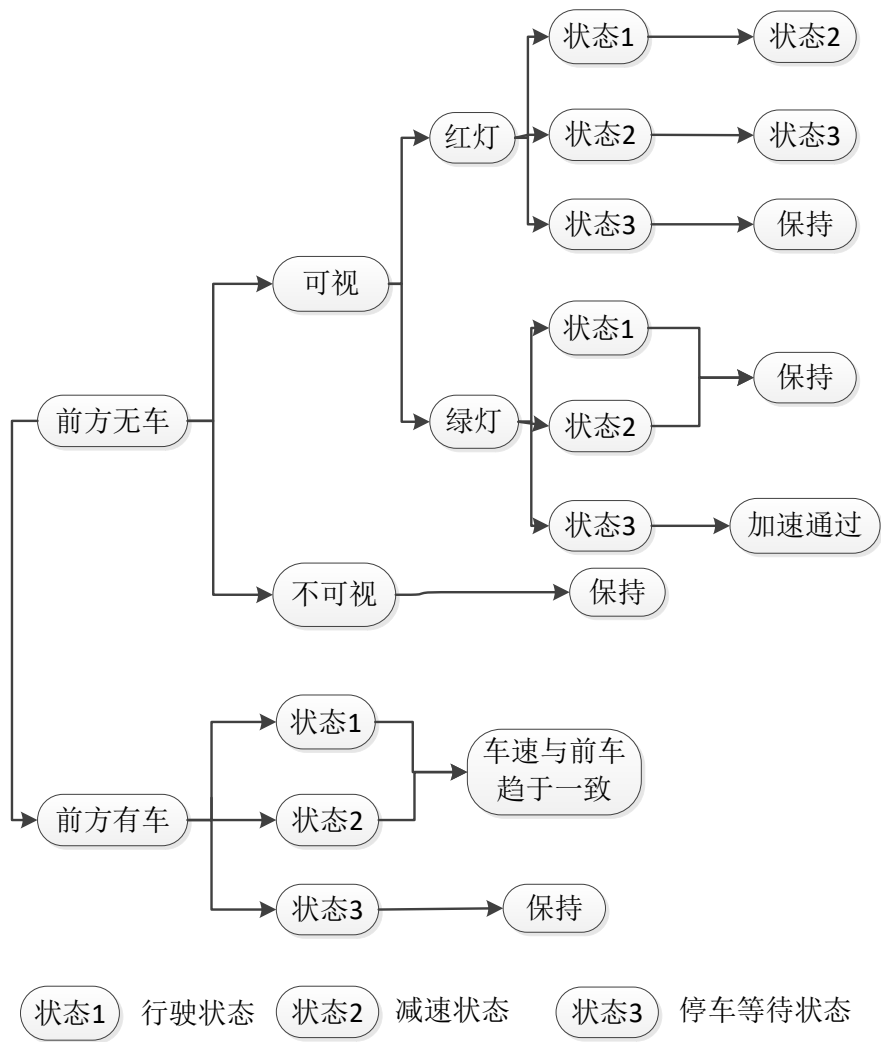 状态1
状态2
红灯
状态2
状态3
状态3
保持
可视
状态1
保持
前方无车
绿灯
状态2
状态3
加速通过
不可视
保持
状态1
车速与前车
趋于一致
前方有车
状态2
状态3
保持
状态1 行驶状态 状态2 减速状态 状态3 停车等待状态